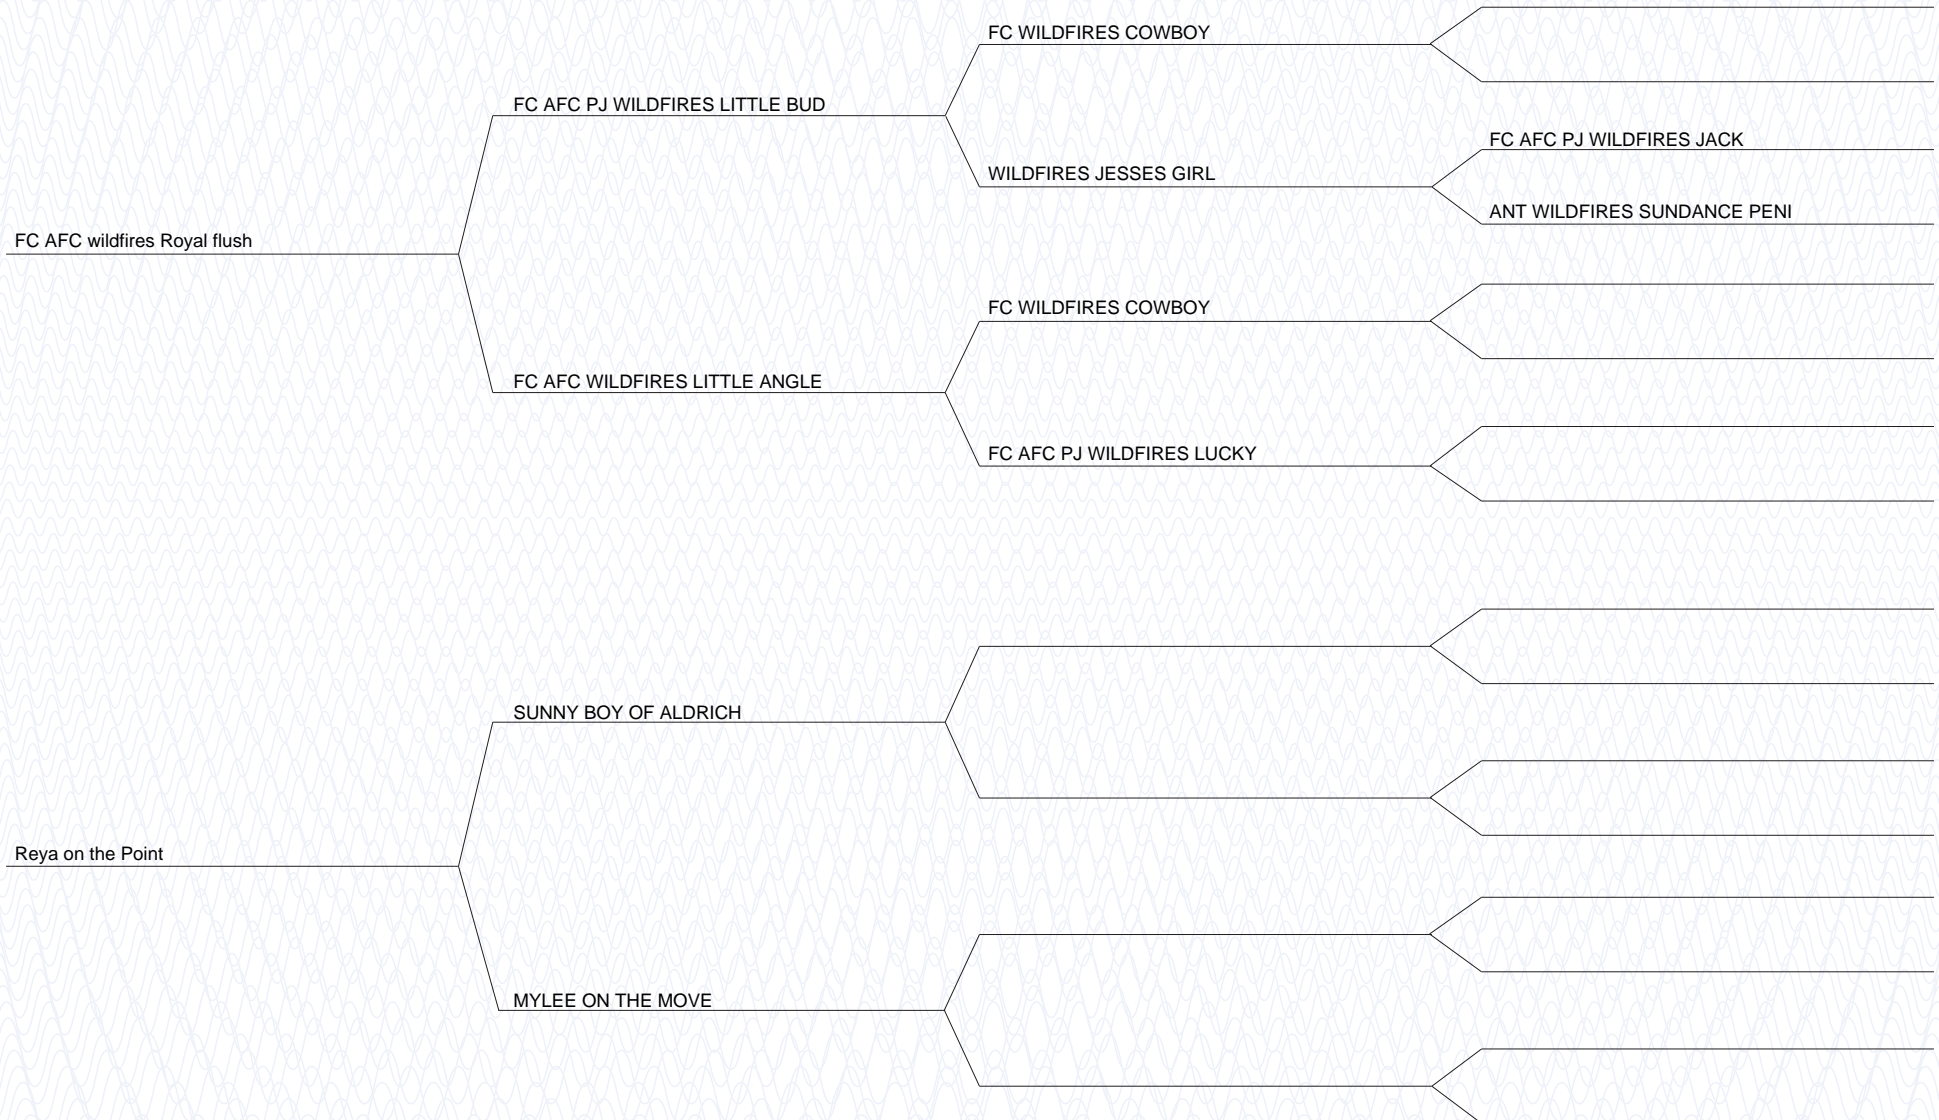 FC WILDFIRES COWBOY
FC AFC PJ WILDFIRES LITTLE BUD
FC AFC PJ WILDFIRES JACK
WILDFIRES JESSES GIRL
ANT WILDFIRES SUNDANCE PENI
FC AFC wildfires Royal flush
FC WILDFIRES COWBOY
FC AFC WILDFIRES LITTLE ANGLE
FC AFC PJ WILDFIRES LUCKY
SUNNY BOY OF ALDRICH
Reya on the Point
MYLEE ON THE MOVE